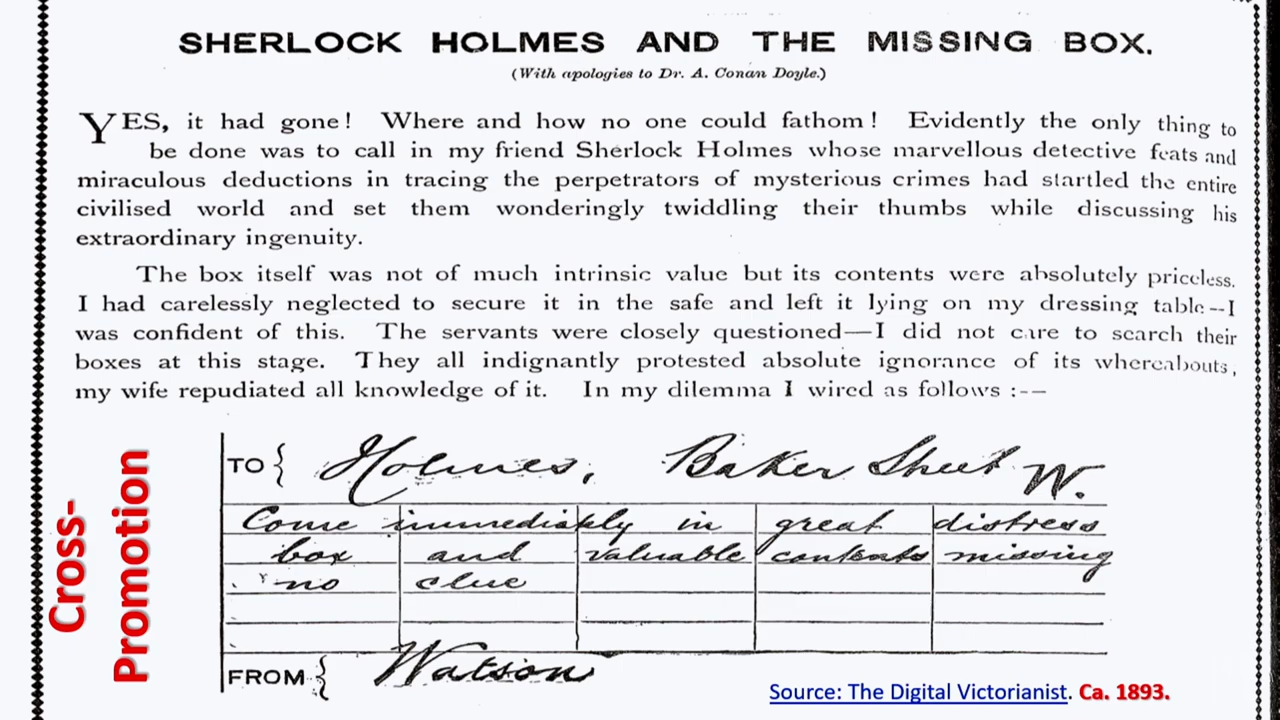 SHERLOCK HOLMES AND THE MISSING BOX.
(With apologies to Dr. A. Conan Doyle.)
YES, it had gone! Where and how no one could fathom! Evidently the only thing to
be done was to call in my friend Sherlock Holmes whose marvellous detective feats and
miraculous deductions in tracing the perpetrators of mysterious crimes had startled the entire
civilised world and set them wonderingly twiddling their thumbs while discussing his
extraordinary ingenuity.
The box itself was not of much intrinsic value but its contents were absolutely priceless.
I had carelessly neglected to secure it in the safe and left it lying on my dressing table--I
was confident of this. The servants were closely questioned—I did not care to search their
boxes at this stage. They all indignantly protested absolute ignorance of its whereabouts,
my wife repudiated all knowledge of it. In my dilemma I wired as follows :--
TO { Holmes, Baker Street W.
Come immediately in great distress
box and valuable contents missing
no clue
FROM { Watson
Cross-
Promotion
Source: The Digital Victorianist. Ca. 1893.